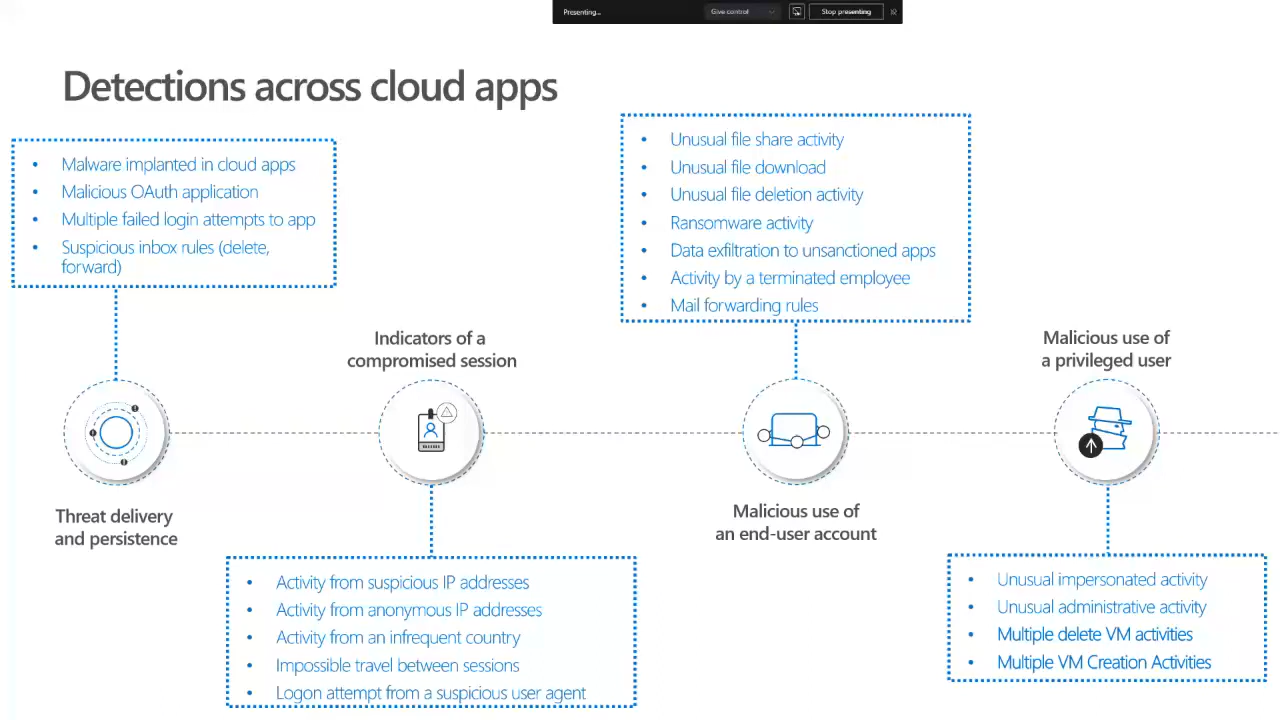 Presenting...
Give control
Stop presenting
Detections across cloud apps
• Malware implanted in cloud apps
• Malicious OAuth application
• Multiple failed login attempts to app
• Suspicious inbox rules (delete,
forward)
Threat delivery
and persistence
Indicators of a
compromised session
• Activity from suspicious IP addresses
• Activity from anonymous IP addresses
• Activity from an infrequent country
• Impossible travel between sessions
• Logon attempt from a suspicious user agent
• Unusual file share activity
• Unusual file download
• Unusual file deletion activity
• Ransomware activity
• Data exfiltration to unsanctioned apps
• Activity by a terminated employee
• Mail forwarding rules
Malicious use of
an end-user account
Malicious use of
a privileged user
• Unusual impersonated activity
• Unusual administrative activity
• Multiple delete VM activities
• Multiple VM Creation Activities